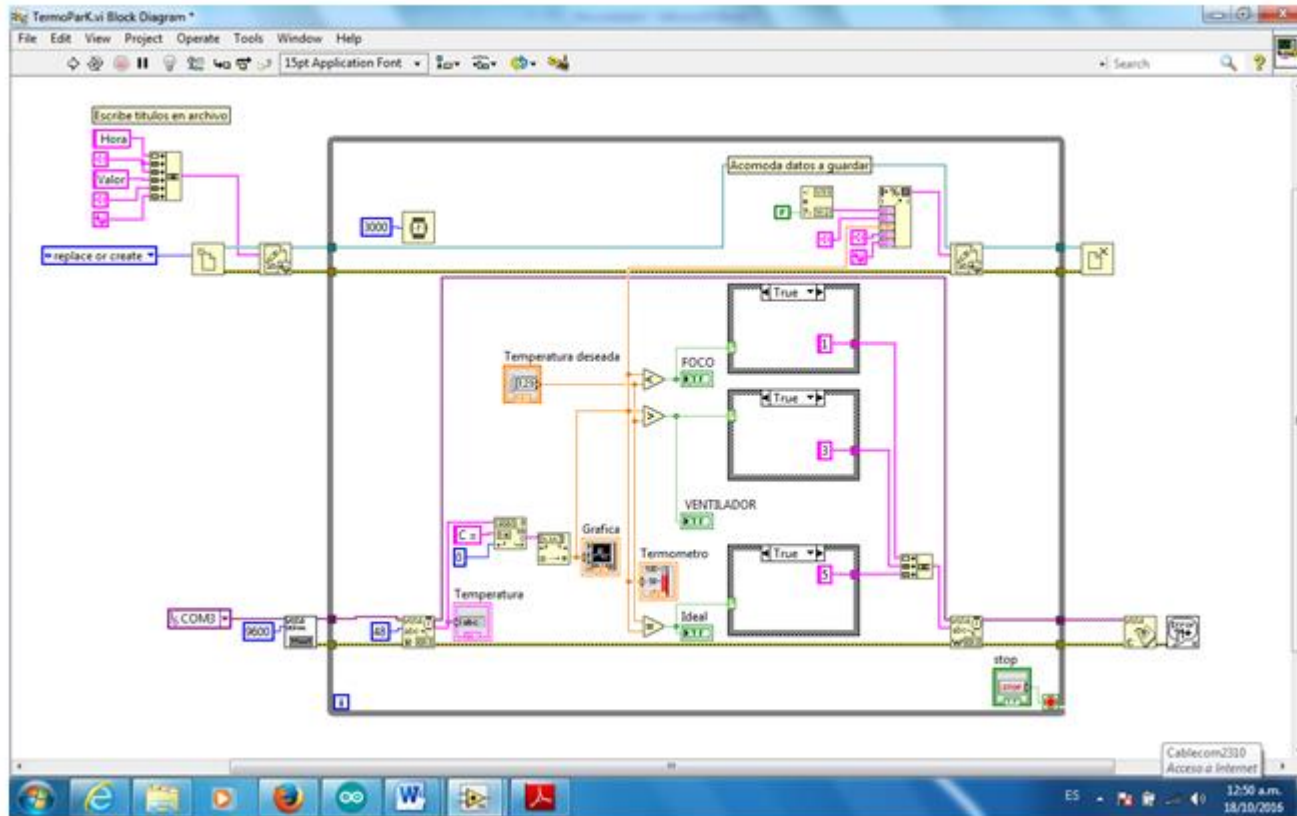 TermoParK.vi Block Diagram *
File Edit View Project Operate Tools Window Help
15pt Application Font
Search
Escribe titulos en archivo
Hora
Valor
replace or create
3000
Acomoda datos a guardar
F
True
1
Temperatura deseada
FOCO
True
3
VENTILADOR
C =
0
Grafica
Termometro
True
5
Temperatura
abc
Ideal
COM3
9600
48
stop
i
Cablecom2310
Acceso a Internet
ES
12:50 a.m.
18/10/2016